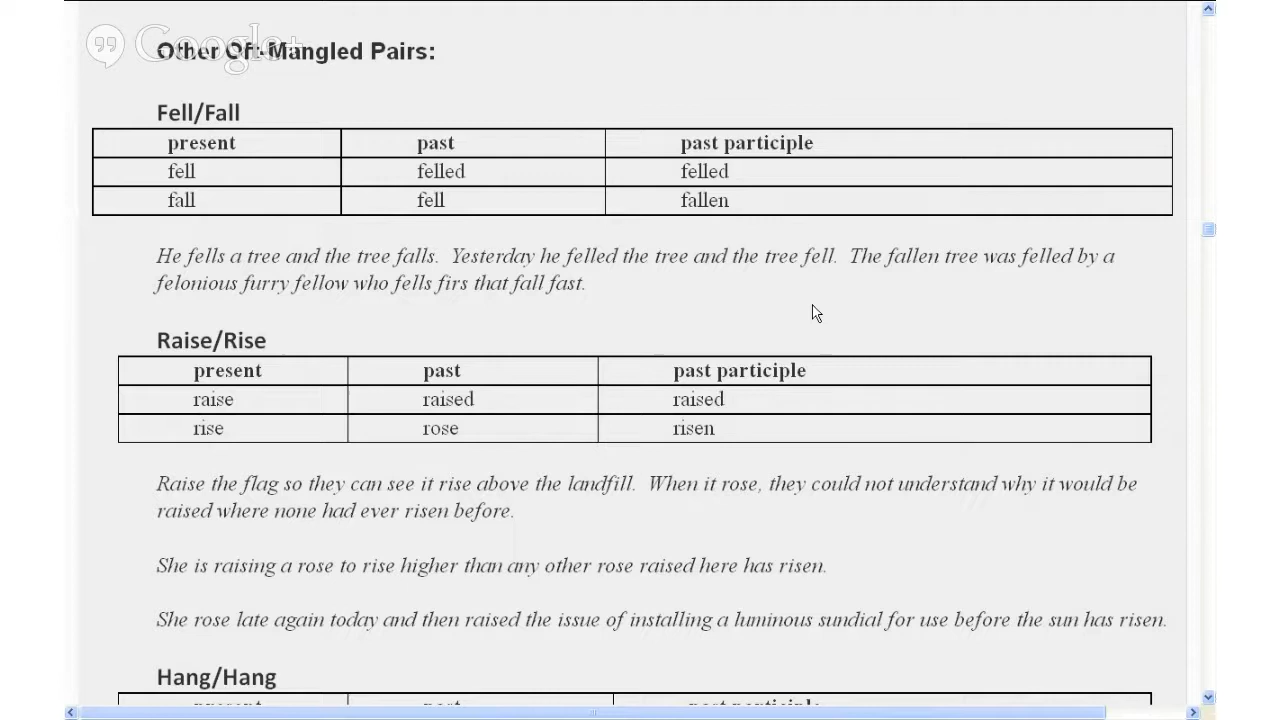 Google+
Other Oft-Mangled Pairs:
Fell/Fall
present past past participle
fell felled felled
fall fell fallen
He fells a tree and the tree falls. Yesterday he felled the tree and the tree fell. The fallen tree was felled by a
felonious furry fellow who fells firs that fall fast.
Raise/Rise
present past past participle
raise raised raised
rise rose risen
Raise the flag so they can see it rise above the landfill. When it rose, they could not understand why it would be
raised where none had ever risen before.
She is raising a rose to rise higher than any other rose raised here has risen.
She rose late again today and then raised the issue of installing a luminous sundial for use before the sun has risen.
Hang/Hang
present past past participle